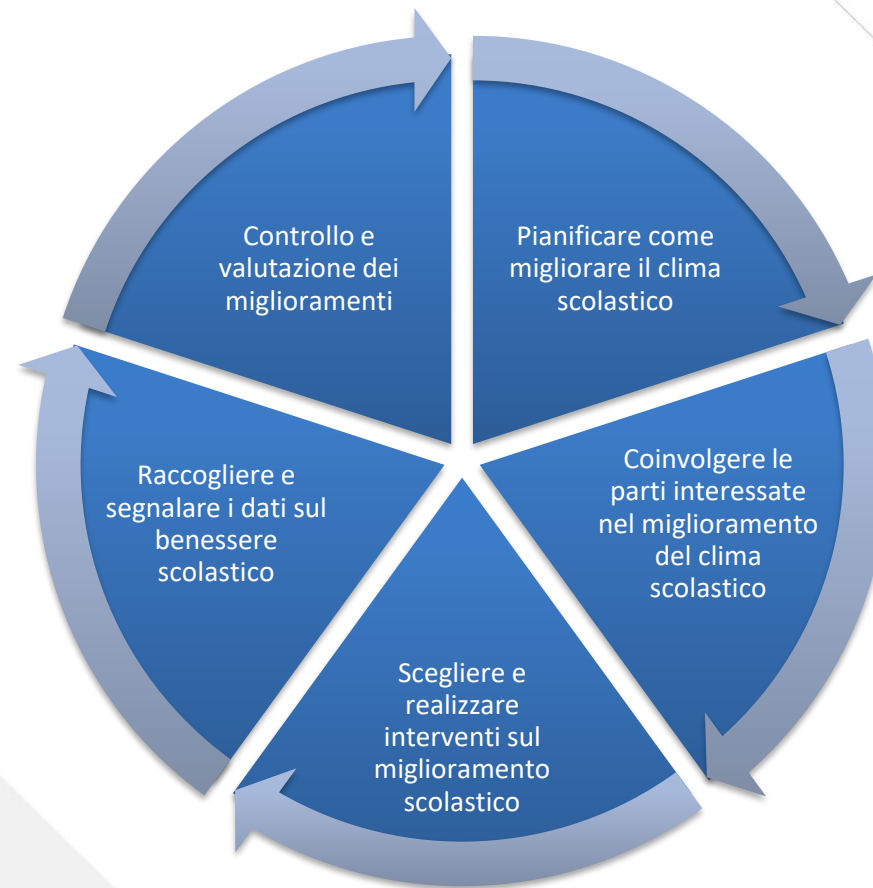 Controllo e
valutazione dei
miglioramenti
Pianificare come
migliorare il clima
scolastico
Coinvolgere le
parti interessate
nel miglioramento
del clima
scolastico
Scegliere e
realizzare
interventi sul
miglioramento
scolastico
Raccogliere e
segnalare i dati sul
benessere
scolastico